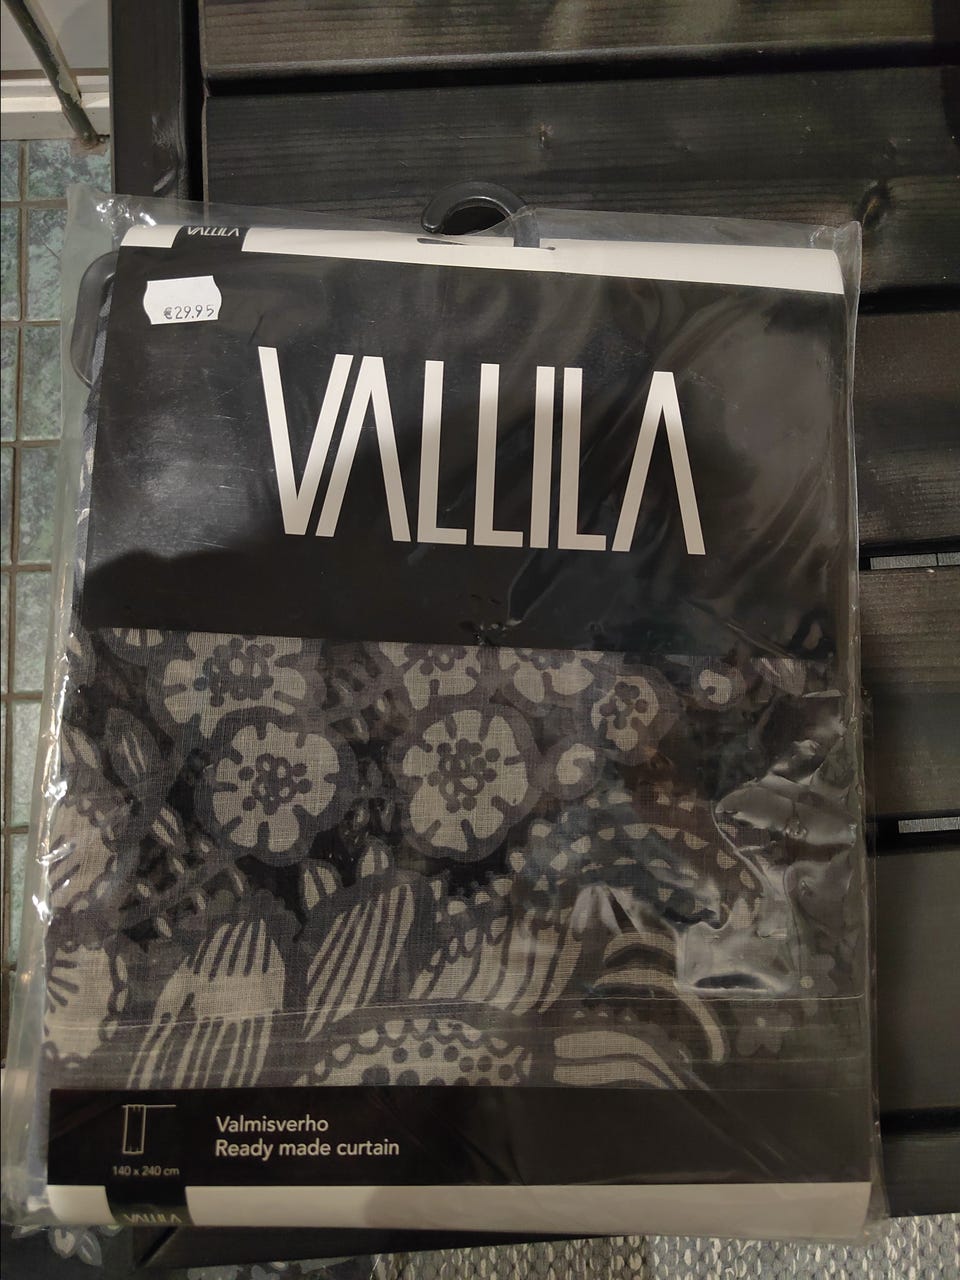 VALLILA
€29.95
VALLILA
Valmisverho
Ready made curtain
140 x 240 cm
VALLILA